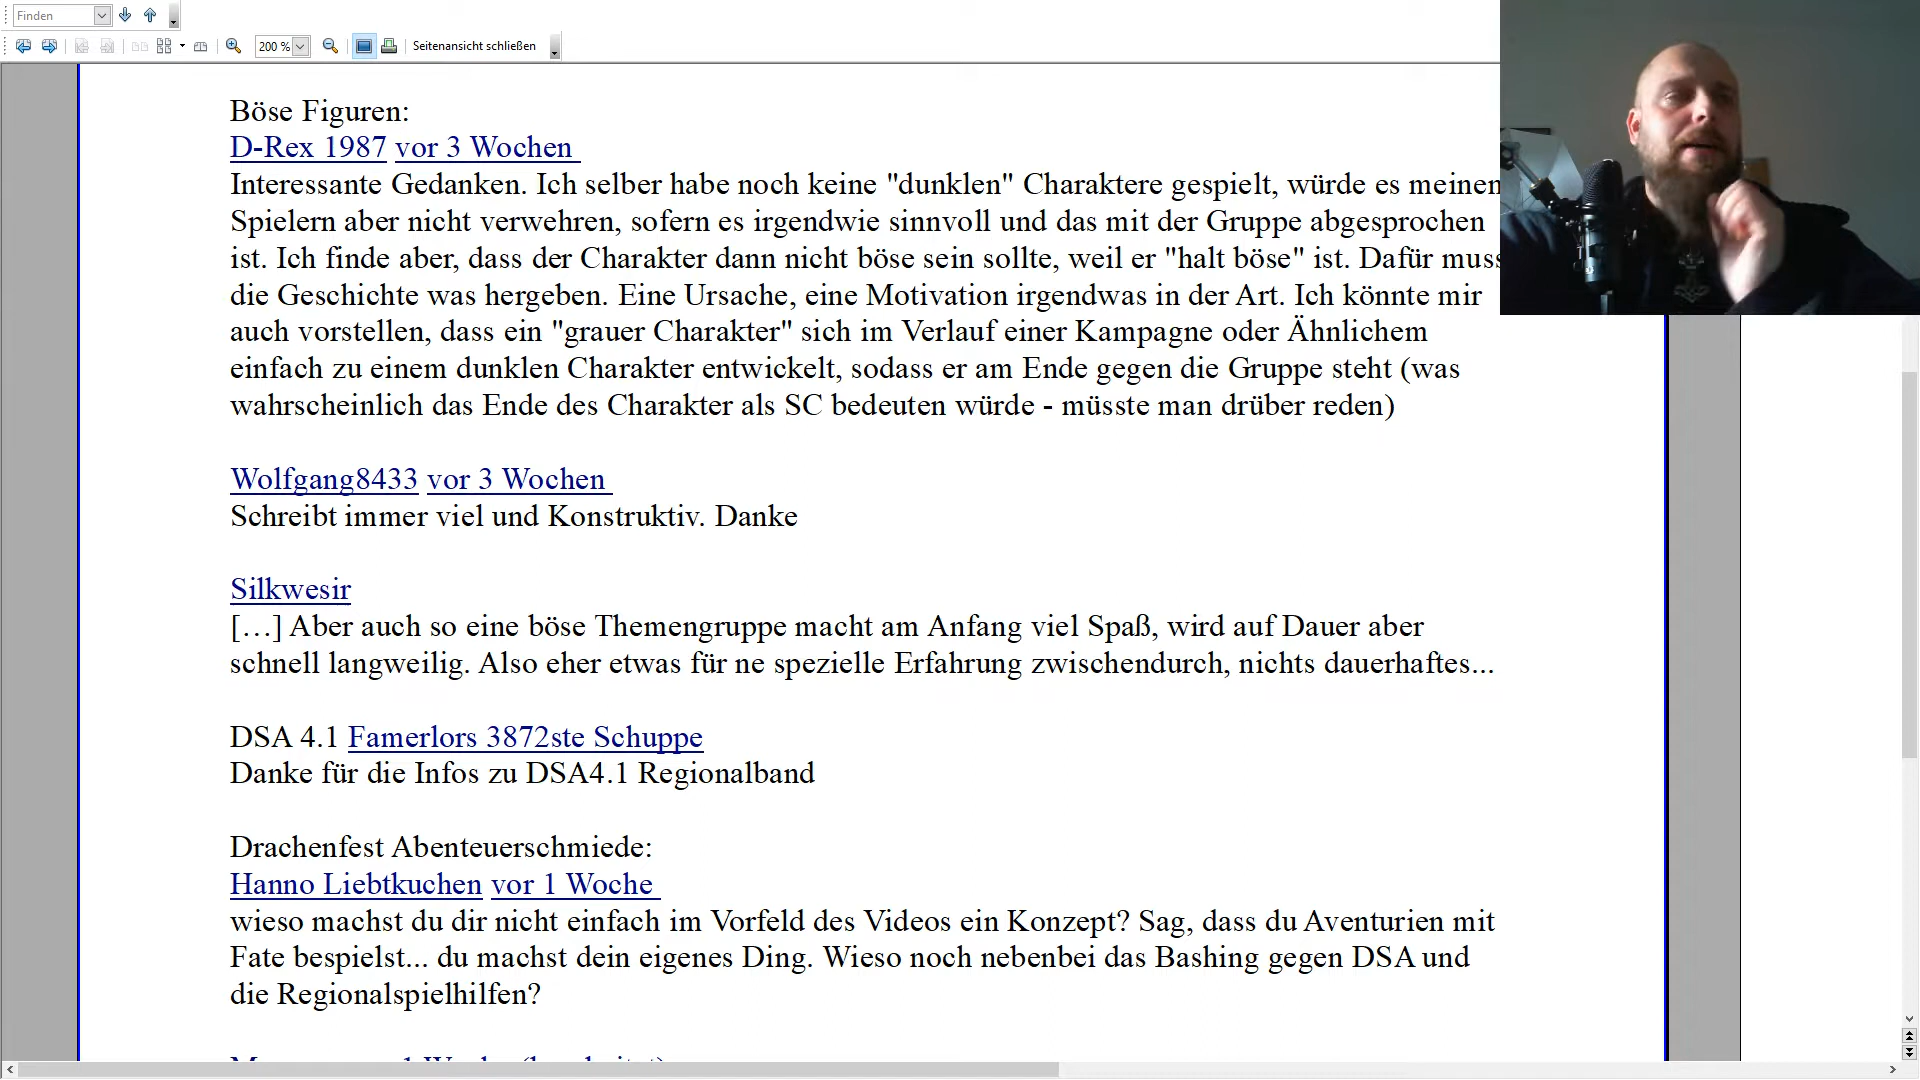 Finden
200 %
Seitenansicht schließen
Böse Figuren:
D-Rex 1987 vor 3 Wochen
Interessante Gedanken. Ich selber habe noch keine "dunklen" Charaktere gespielt, würde es meinen
Spielern aber nicht verwehren, sofern es irgendwie sinnvoll und das mit der Gruppe abgesprochen
ist. Ich finde aber, dass der Charakter dann nicht böse sein sollte, weil er "halt böse" ist. Dafür muss
die Geschichte was hergeben. Eine Ursache, eine Motivation irgendwas in der Art. Ich könnte mir
auch vorstellen, dass ein "grauer Charakter" sich im Verlauf einer Kampagne oder Ähnlichem
einfach zu einem dunklen Charakter entwickelt, sodass er am Ende gegen die Gruppe steht (was
wahrscheinlich das Ende des Charakter als SC bedeuten würde - müsste man drüber reden)
Wolfgang8433 vor 3 Wochen
Schreibt immer viel und Konstruktiv. Danke
Silkwesir
[…] Aber auch so eine böse Themengruppe macht am Anfang viel Spaß, wird auf Dauer aber
schnell langweilig. Also eher etwas für ne spezielle Erfahrung zwischendurch, nichts dauerhaftes...
DSA 4.1 Famerlors 3872ste Schuppe
Danke für die Infos zu DSA4.1 Regionalband
Drachenfest Abenteuerschmiede:
Hanno Liebtkuchen vor 1 Woche
wieso machst du dir nicht einfach im Vorfeld des Videos ein Konzept? Sag, dass du Aventurien mit
Fate bespielst... du machst dein eigenes Ding. Wieso noch nebenbei das Bashing gegen DSA und
die Regionalspielhilfen?